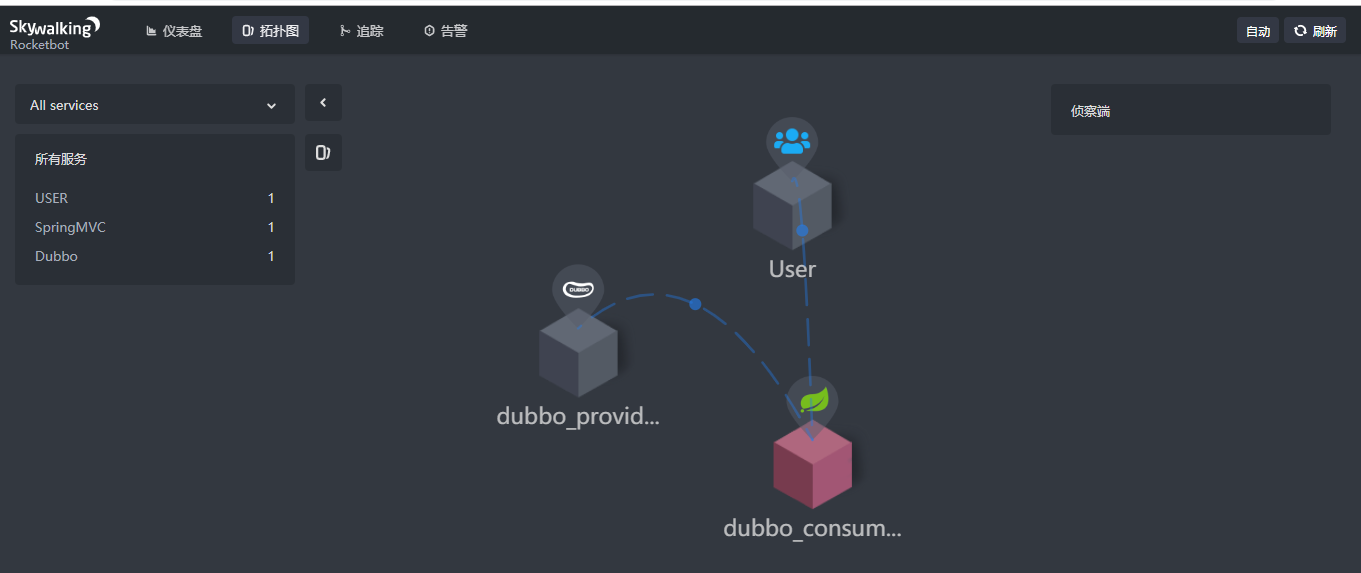 Skywalking
Rocketbot
仪表盘
拓扑图
追踪
告警
自动
刷新
All services
所有服务
USER 1
SpringMVC 1
Dubbo 1
侦察端
User
DUBBO
dubbo_provid...
dubbo_consum...